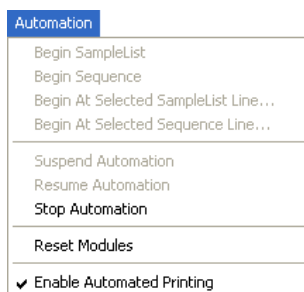 Automation
Begin SampleList
Begin Sequence
Begin At Selected SampleList Line...
Begin At Selected Sequence Line...
Suspend Automation
Resume Automation
Stop Automation
Reset Modules
Enable Automated Printing